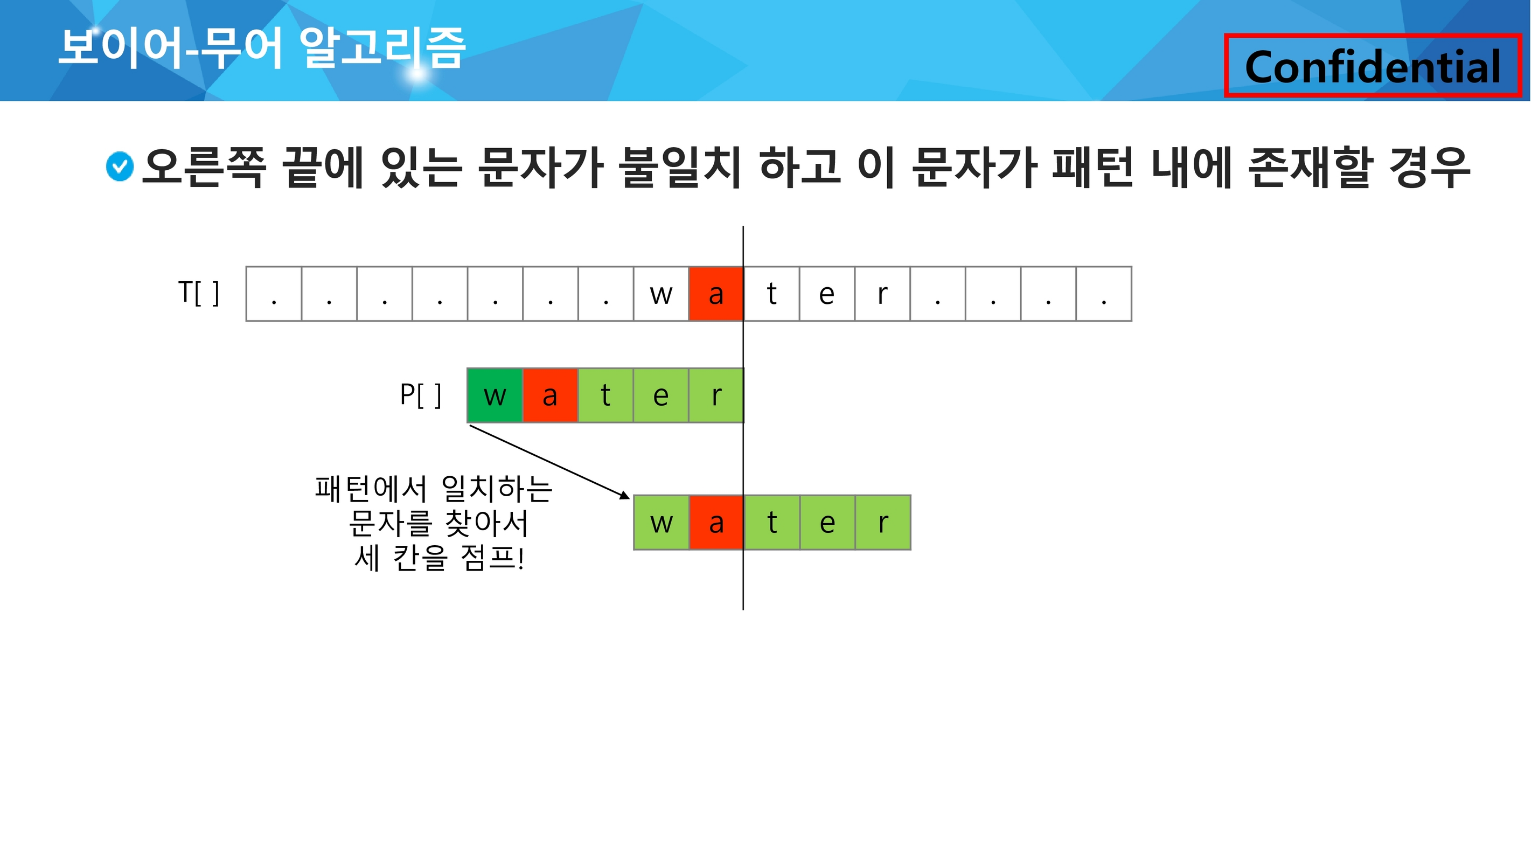 보이어-무어 알고리즘
Confidential
오른쪽 끝에 있는 문자가 불일치 하고 이 문자가 패턴 내에 존재할 경우
T[ ] . . . . . . . w a t e r . . . .
P[ ] w a t e r
패턴에서 일치하는
문자를 찾아서
세 칸을 점프!
w a t e r